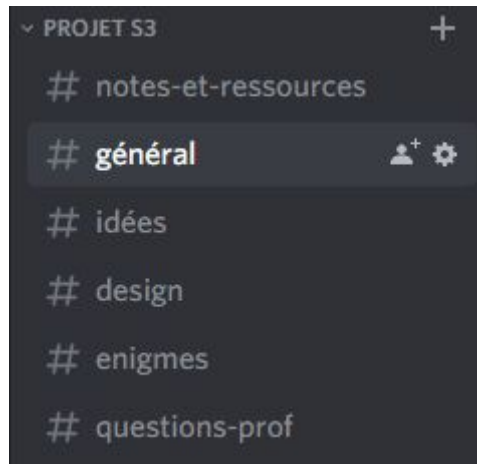 PROJET S3
# notes-et-ressources
# général
# idées
# design
# enigmes
# questions-prof